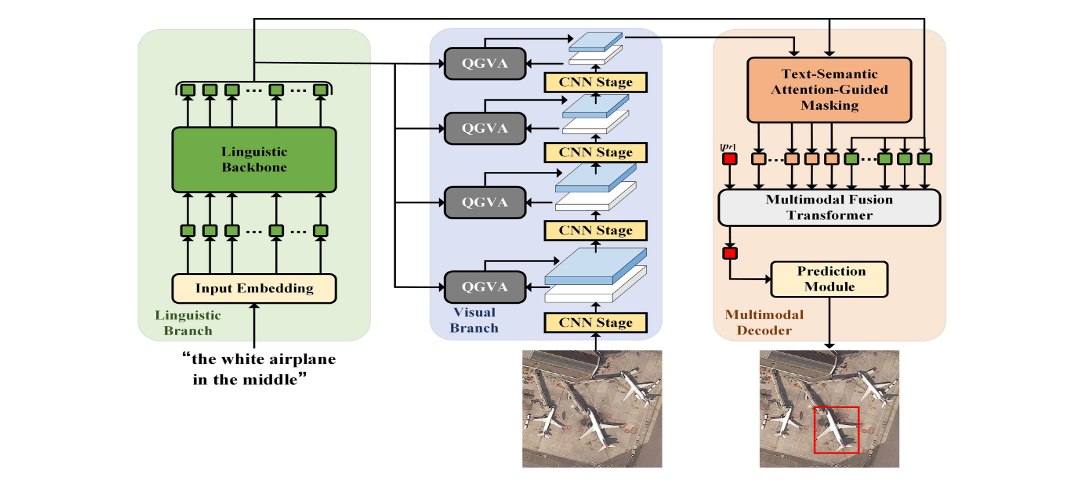 Linguistic
Backbone
Input Embedding
Linguistic
Branch
“the white airplane
in the middle”
QGVA
CNN Stage
QGVA
CNN Stage
QGVA
CNN Stage
QGVA
CNN Stage
Visual
Branch
Text-Semantic
Attention-Guided
Masking
[pr]
Multimodal Fusion
Transformer
Prediction
Module
Multimodal
Decoder